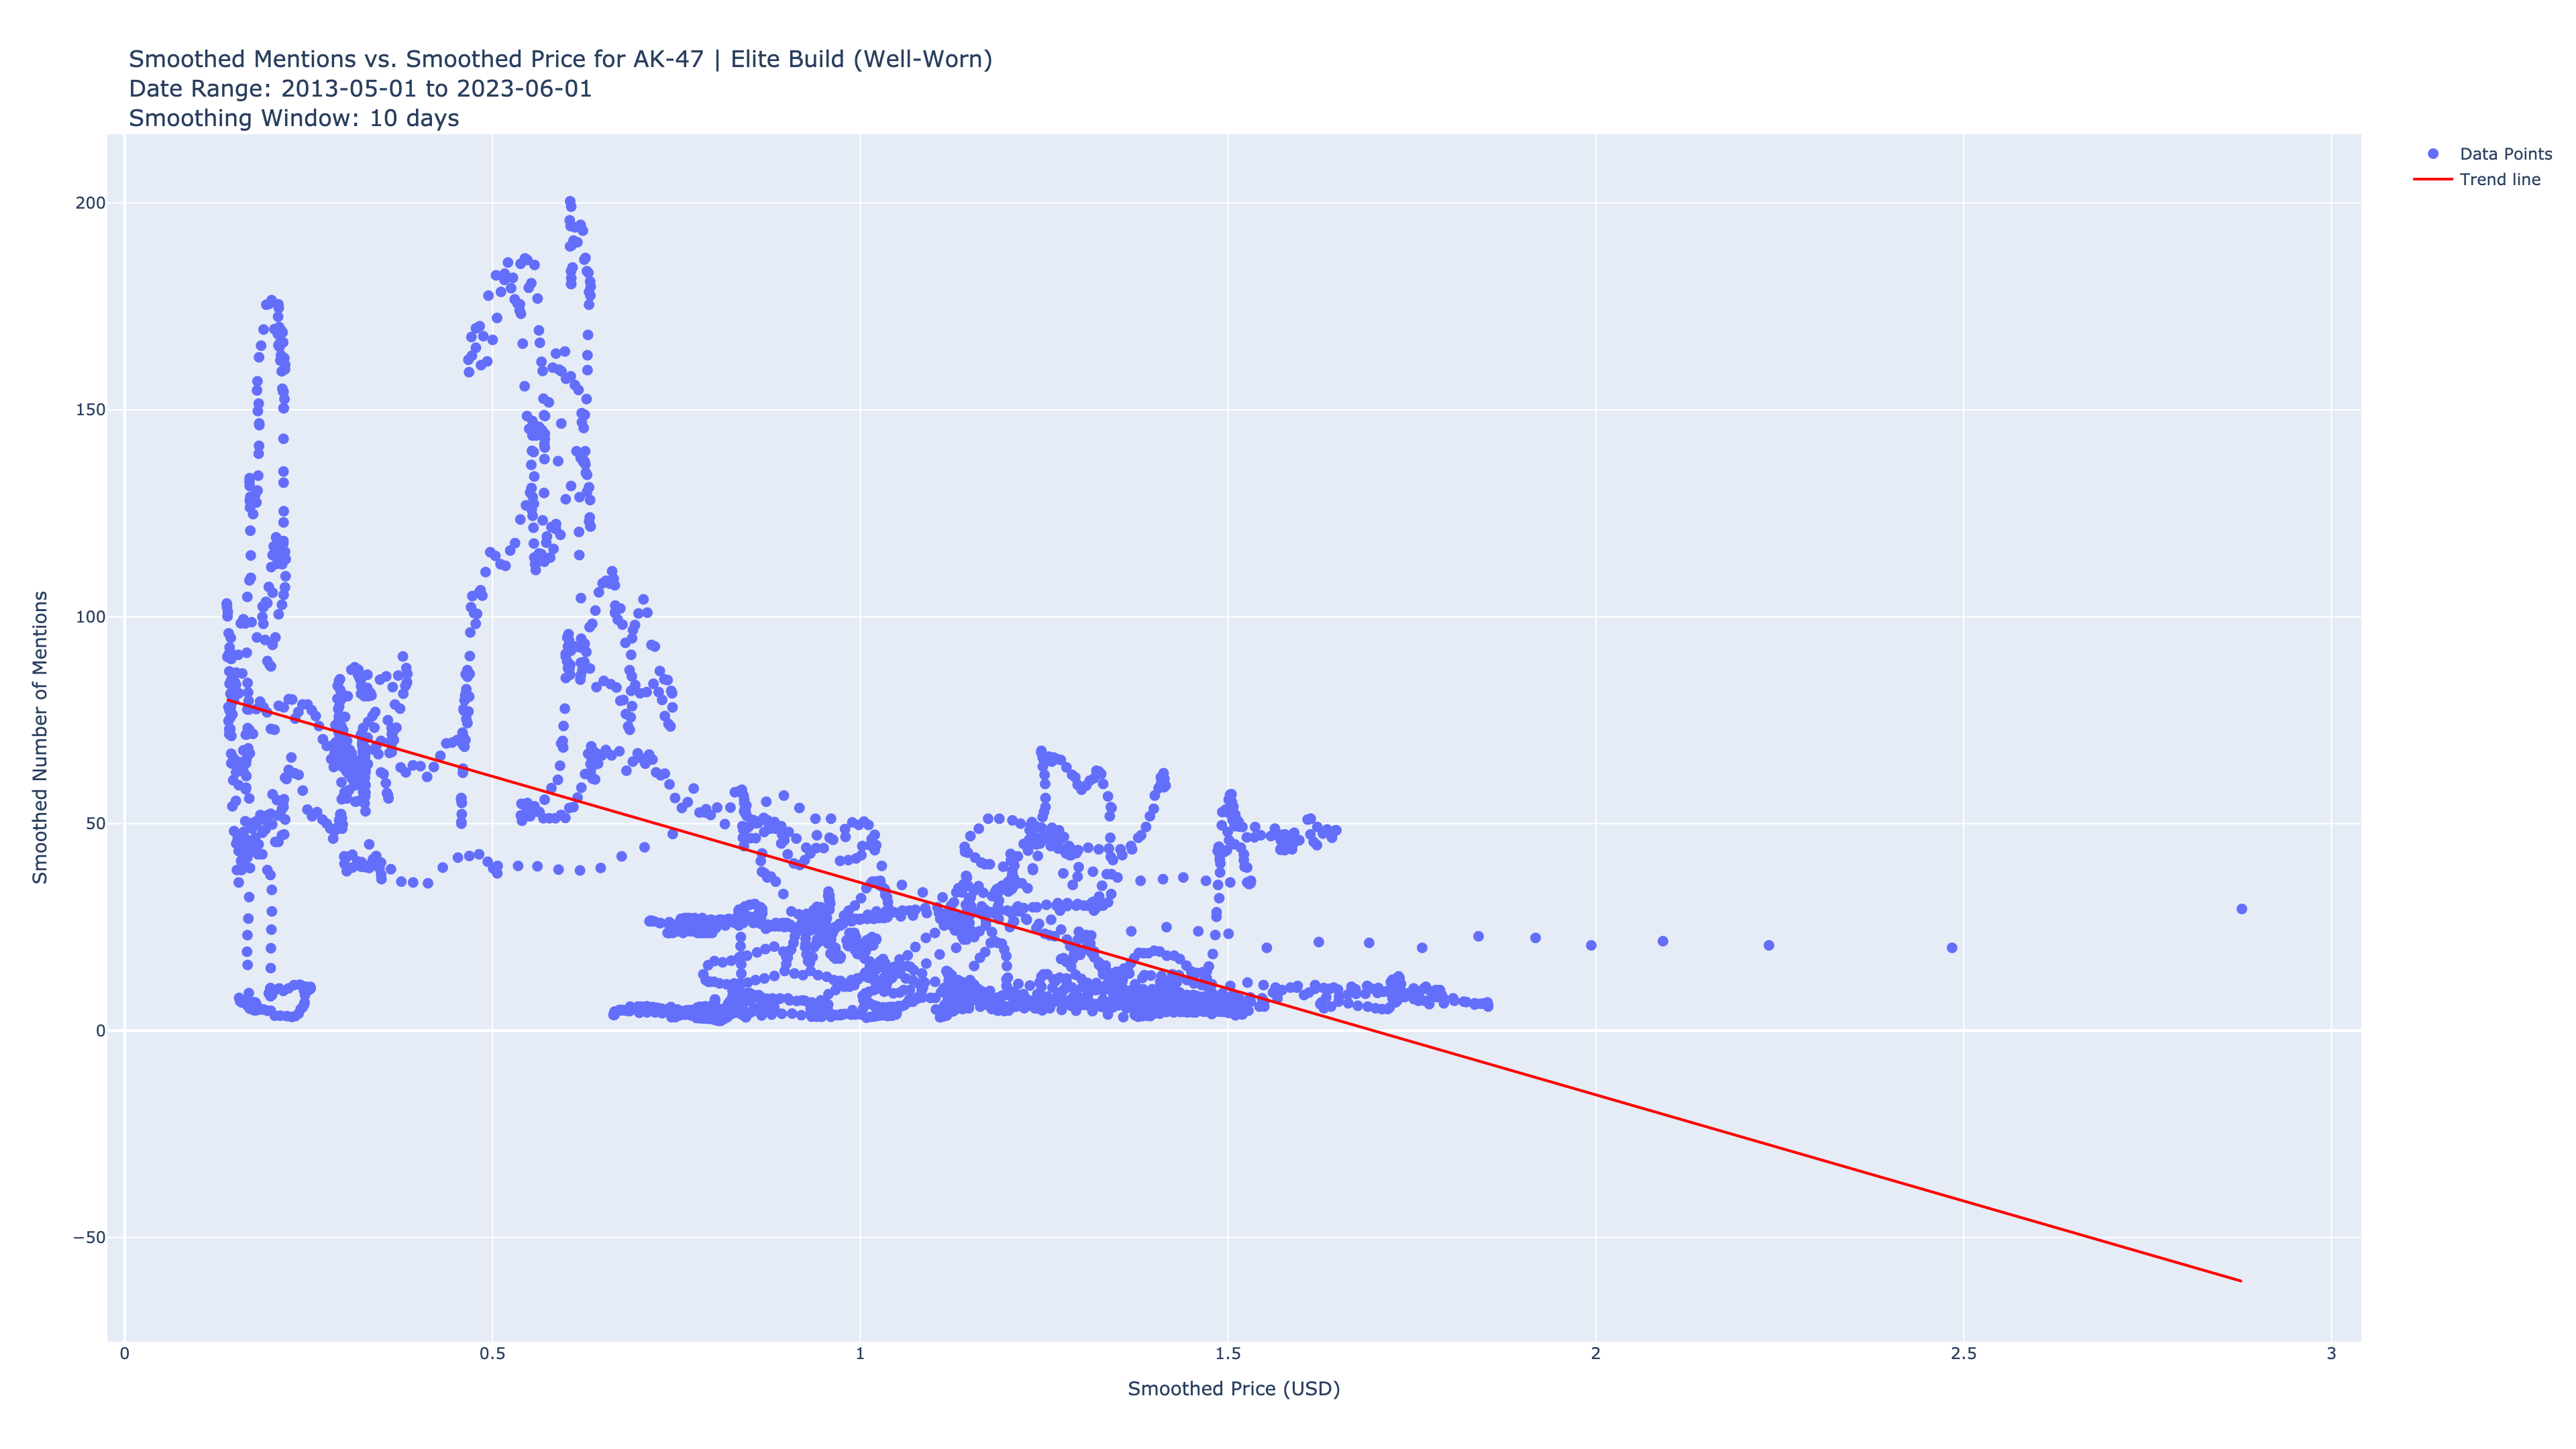 Smoothed Mentions vs. Smoothed Price for AK-47 | Elite Build (Well-Worn)
Date Range: 2013-05-01 to 2023-06-01
Smoothing Window: 10 days
Data Points
Trend line
Smoothed Number of Mentions
200
150
100
50
0
−50
0
0.5
1
1.5
2
2.5
3
Smoothed Price (USD)